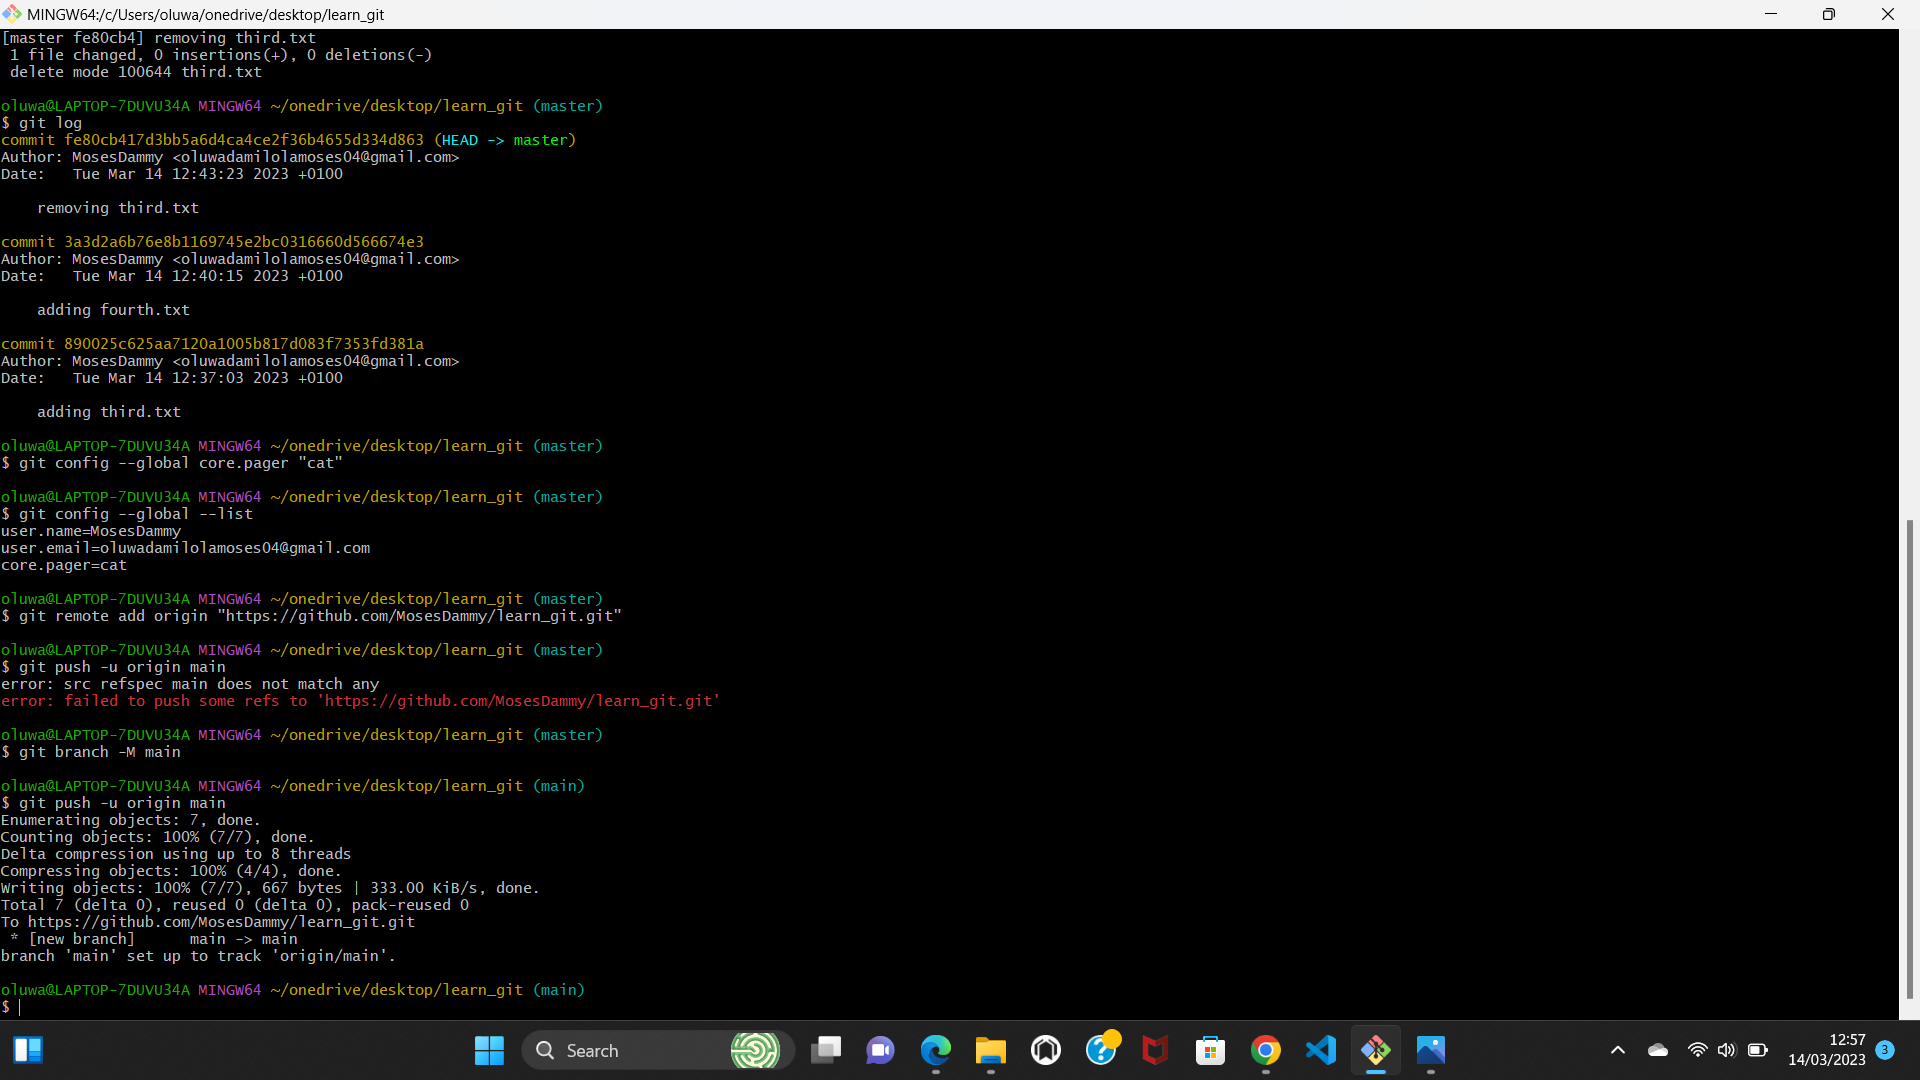 MINGW64:/c/Users/oluwa/onedrive/desktop/learn_git
[master fe80cb4] removing third.txt
 1 file changed, 0 insertions(+), 0 deletions(-)
 delete mode 100644 third.txt
oluwa@LAPTOP-7DUVU34A MINGW64 ~/onedrive/desktop/learn_git (master)
$ git log
commit fe80cb417d3bb5a6d4ca4ce2f36b4655d334d863 (HEAD -> master)
Author: MosesDammy <oluwadamilolamoses04@gmail.com>
Date:   Tue Mar 14 12:43:23 2023 +0100
    removing third.txt
commit 3a3d2a6b76e8b1169745e2bc0316660d566674e3
Author: MosesDammy <oluwadamilolamoses04@gmail.com>
Date:   Tue Mar 14 12:40:15 2023 +0100
    adding fourth.txt
commit 890025c625aa7120a1005b817d083f7353fd381a
Author: MosesDammy <oluwadamilolamoses04@gmail.com>
Date:   Tue Mar 14 12:37:03 2023 +0100
    adding third.txt
oluwa@LAPTOP-7DUVU34A MINGW64 ~/onedrive/desktop/learn_git (master)
$ git config --global core.pager "cat"
oluwa@LAPTOP-7DUVU34A MINGW64 ~/onedrive/desktop/learn_git (master)
$ git config --global --list
user.name=MosesDammy
user.email=oluwadamilolamoses04@gmail.com
core.pager=cat
oluwa@LAPTOP-7DUVU34A MINGW64 ~/onedrive/desktop/learn_git (master)
$ git remote add origin "https://github.com/MosesDammy/learn_git.git"
oluwa@LAPTOP-7DUVU34A MINGW64 ~/onedrive/desktop/learn_git (master)
$ git push -u origin main
error: src refspec main does not match any
error: failed to push some refs to 'https://github.com/MosesDammy/learn_git.git'
oluwa@LAPTOP-7DUVU34A MINGW64 ~/onedrive/desktop/learn_git (master)
$ git branch -M main
oluwa@LAPTOP-7DUVU34A MINGW64 ~/onedrive/desktop/learn_git (main)
$ git push -u origin main
Enumerating objects: 7, done.
Counting objects: 100% (7/7), done.
Delta compression using up to 8 threads
Compressing objects: 100% (4/4), done.
Writing objects: 100% (7/7), 667 bytes | 333.00 KiB/s, done.
Total 7 (delta 0), reused 0 (delta 0), pack-reused 0
To https://github.com/MosesDammy/learn_git.git
 * [new branch]      main -> main
branch 'main' set up to track 'origin/main'.
oluwa@LAPTOP-7DUVU34A MINGW64 ~/onedrive/desktop/learn_git (main)
$
Search
12:57
14/03/2023
3